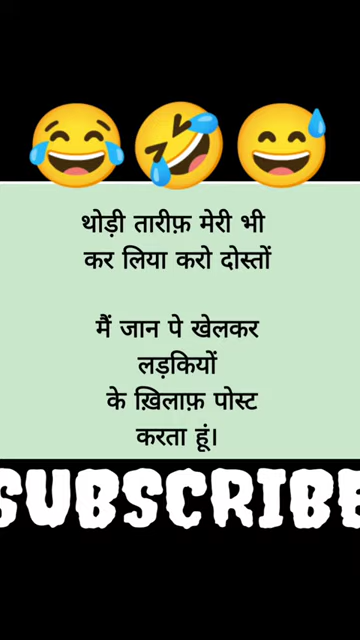 थोड़ी तारीफ़ मेरी भी
कर लिया करो दोस्तों
मैं जान पे खेलकर
लड़कियों
के ख़िलाफ़ पोस्ट
करता हूं।
SUBSCRIBE